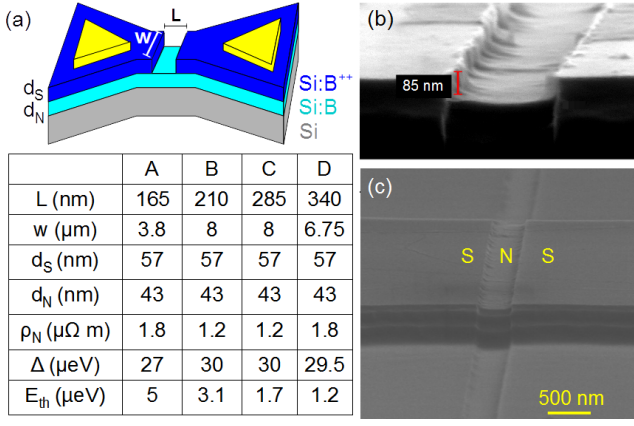 (a)
L
w
d_S
d_N
Si:B⁺⁺
Si:B
Si
A B C D
L (nm) 165 210 285 340
w (μm) 3.8 8 8 6.75
d_S (nm) 57 57 57 57
d_N (nm) 43 43 43 43
ρ_N (μΩ m) 1.8 1.2 1.2 1.8
Δ (μeV) 27 30 30 29.5
E_th (μeV) 5 3.1 1.7 1.2
(b)
85 nm
(c)
S N S
500 nm